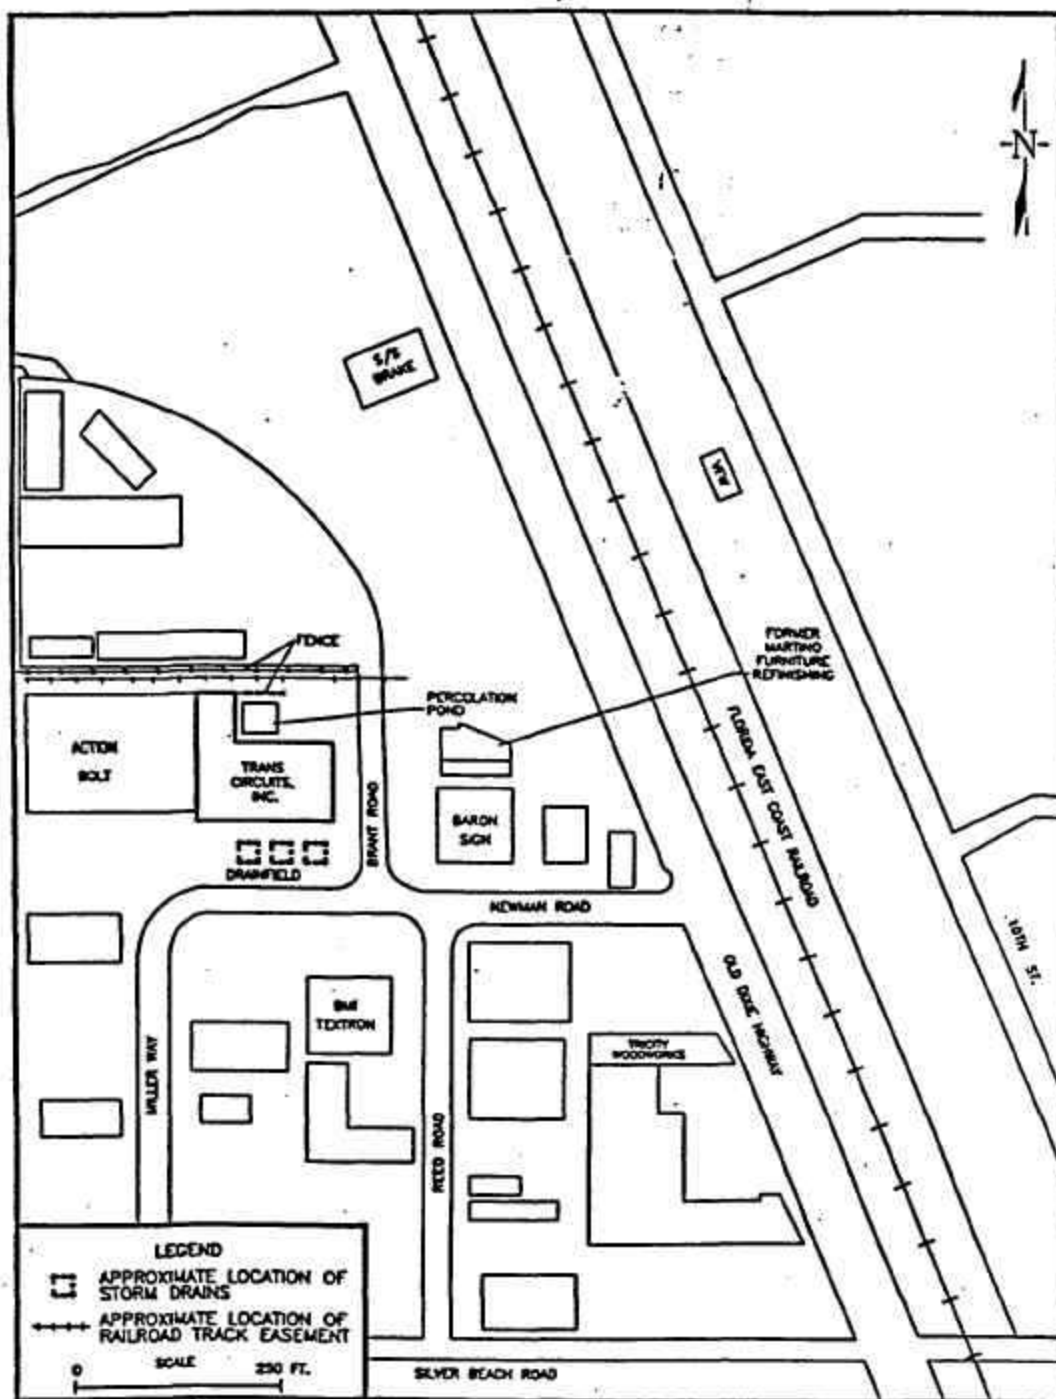 N
S/S
BRAKE
VFW
FENCE
FORMER
MARTINO
FURNITURE
REFINISHING
PERCOLATION
POND
ACTION
BOLT
TRANS
CIRCUITS,
INC.
BRANT ROAD
BARON
SIGN
FLORIDA EAST COAST RAILROAD
DRAINFIELD
NEWMAN ROAD
10TH ST.
OLD DIXIE HIGHWAY
BMI
TEXTRON
TRICITY
WOODWORKS
MILLER WAY
REED ROAD
LEGEND
APPROXIMATE LOCATION OF
STORM DRAINS
APPROXIMATE LOCATION OF
RAILROAD TRACK EASEMENT
SCALE
0 250 FT.
SILVER BEACH ROAD